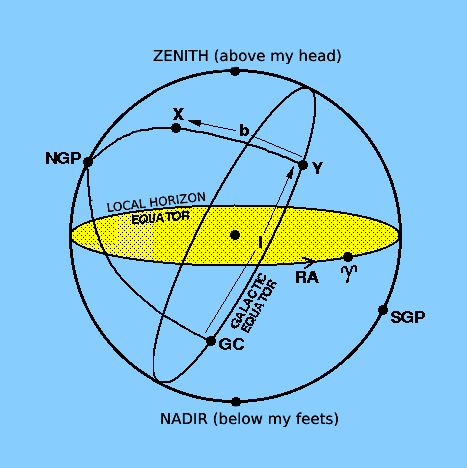 ZENITH (above my head)
X
b
NGP
Y
LOCAL HORIZON
EQUATOR
l
RA
♈
GALACTIC
EQUATOR
SGP
GC
NADIR (below my feets)